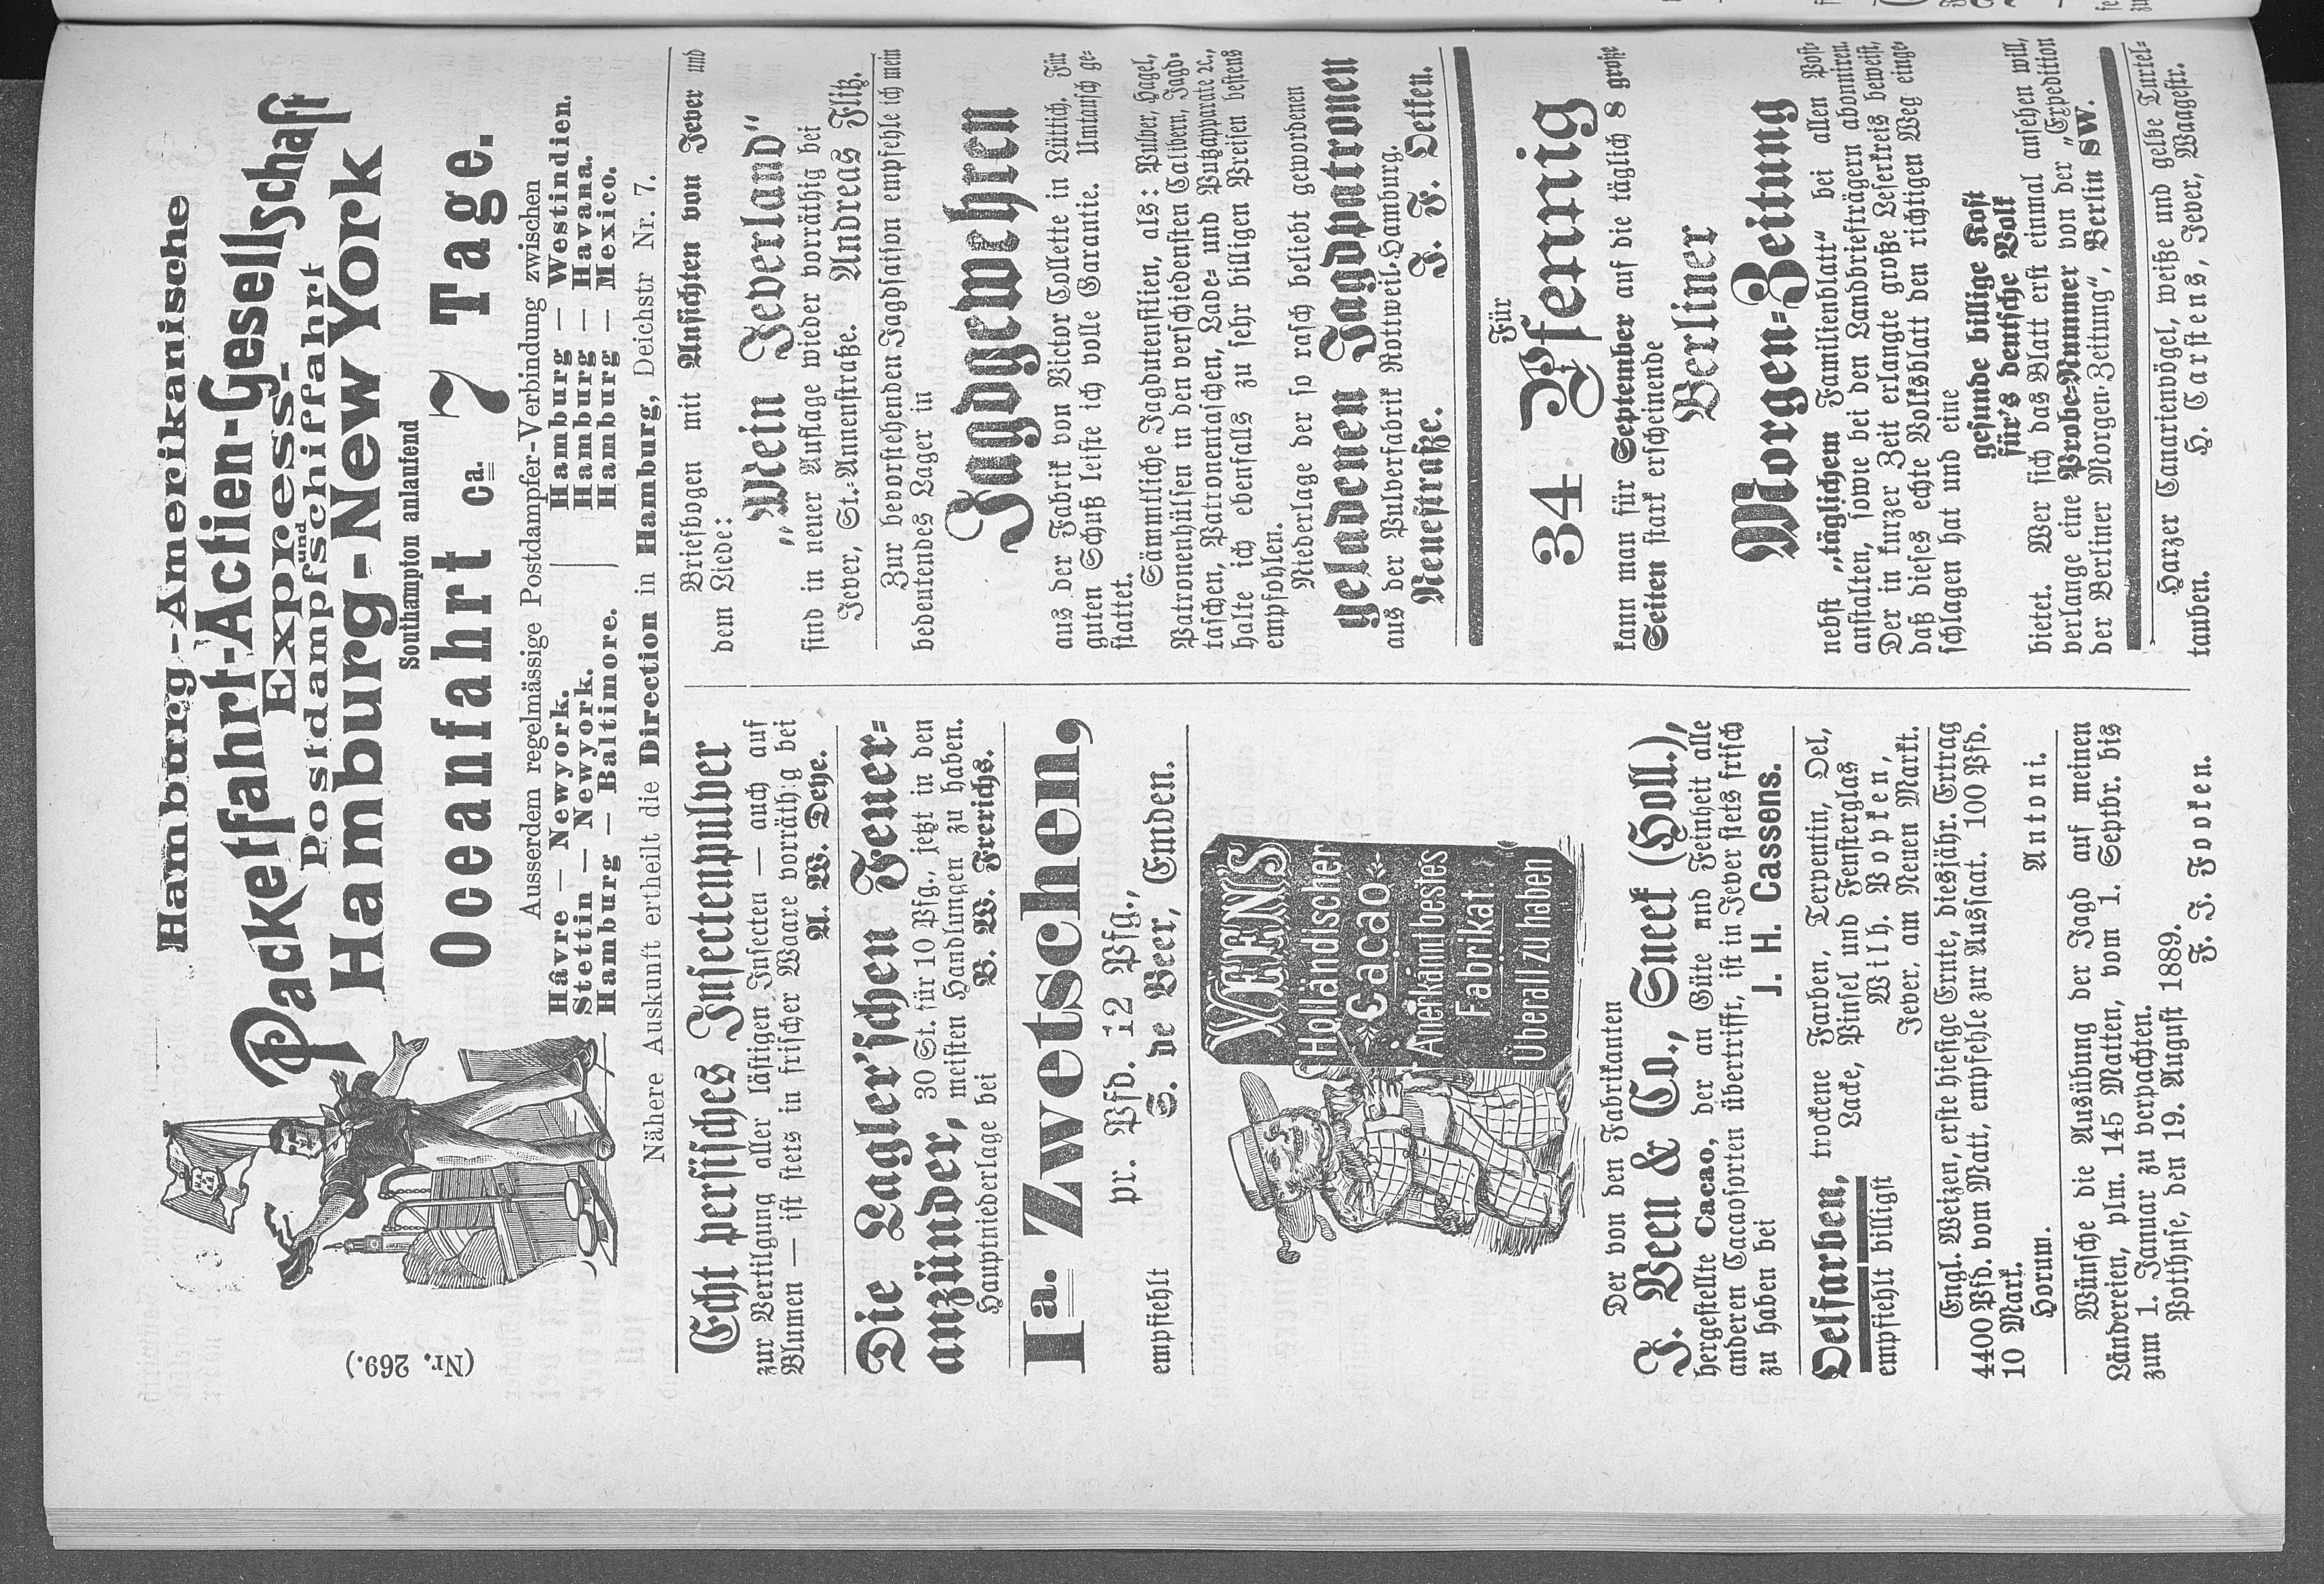 (Nr. 269.)
Hamburg-Amerikanische
Packetfahrt-Actien-Gesellschaft
Express-
und
Postdampfschifffahrt
Hamburg-New York
Southampton anlaufend
Oceanfahrt ca. 7 Tage.
Ausserdem regelmässige Postdampfer-Verbindung zwischen
Hâvre — Newyork.
Stettin — Newyork.
Hamburg — Baltimore.
Hamburg — Westindien.
Hamburg — Havana.
Hamburg — Mexico.
Nähere Auskunft ertheilt die Direction in Hamburg, Deichstr Nr. 7.
Echt persisches Insectenpulver
zur Vertilgung aller lästigen Insecten — auch auf
Blumen — ist stets in frischer Waare vorräthig bei
A. W. Deye.
Die Lagler'schen Feuer-
anzünder, 30 St. für 10 Pfg., jetzt in den
meisten Handlungen zu haben.
Hauptniederlage bei B. W. Frerichs.
Ia. Zwetschen,
pr. Pfd. 12 Pfg.,
empfiehlt S. de Beer, Emden.
VEEN'S
Holländischer
Cacao
Anerkannt bestes
Fabrikat.
Überall zu haben
Der von den Fabrikanten
J. Veen & Co., Sneek (Holl.),
hergestellte Cacao, der an Güte und Feinheit alle
anderen Cacaosorten übertrifft, ist in Jever stets frisch
zu haben bei J. H. Cassens.
Oelfarben, trockene Farben, Terpentin, Oel,
Lacke, Pinsel und Fensterglas
empfiehlt billigst Wilh. Popken,
Jever, am Neuen Markt.
Engl. Weizen, erste hiesige Ernte, diesjähr. Ertrag
4400 Pfd. vom Matt, empfehle zur Aussaat. 100 Pfd.
10 Mark.
Horum. Antoni.
Wünsche die Ausübung der Jagd auf meinen
Ländereien, plm. 145 Matten, vom 1. Septbr. bis
zum 1. Januar zu verpachten.
Potthuse, den 19. August 1889.
F. J. Fooken.
Briefbogen mit Ansichten von Jever und
dem Liede:
„Mein Jeverland"
sind in neuer Auflage wieder vorräthig bei
Jever, St.-Annenstraße. Andreas Flitz.
Zur bevorstehenden Jagdsaison empfehle ich mein
bedeutendes Lager in
Jagdgewehren
aus der Fabrik von Victor Collette in Lüttich. Für
guten Schuß leiste ich volle Garantie. Umtausch ge-
stattet.
Sämmtliche Jagdutensilien, als: Pulver, Hagel,
Patronenhülsen in den verschiedensten Calibern, Jagd-
taschen, Patronentaschen, Lade- und Putzapparate ꝛc.,
halte ich ebenfalls zu sehr billigen Preisen bestens
empfohlen.
Niederlage der so rasch beliebt gewordenen
geladenen Jagdpatronen
aus der Pulverfabrik Rottweil-Hamburg.
Neuestraße. J. F. Detten.
Für
34 Pfennig
kann man für September auf die täglich 8 große
Seiten stark erscheinende
Berliner
Morgen-Zeitung
nebst „täglichem Familienblatt" bei allen Post-
anstalten, sowie bei den Landbriefträgern abonniren.
Der in kurzer Zeit erlangte große Leserkreis beweist,
daß dieses echte Volksblatt den richtigen Weg einge-
schlagen hat und eine
gesunde billige Kost
für's deutsche Volk
bietet. Wer sich das Blatt erst einmal ansehen will,
verlange eine Probe-Nummer von der „Expedition
der Berliner Morgen-Zeitung", Berlin SW.
Harzer Canarienvögel, weiße und gelbe Turtel-
tauben. H. Carstens, Jever, Waagestr.